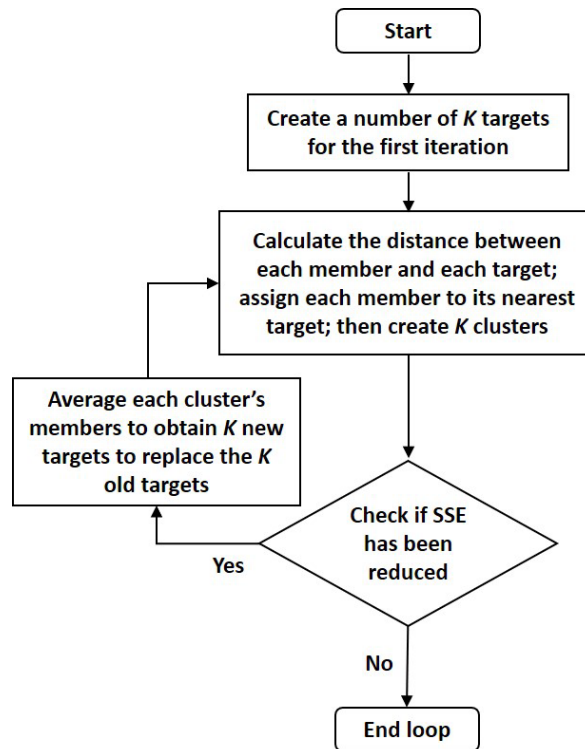 Start
Create a number of K targets
for the first iteration
Calculate the distance between
each member and each target;
assign each member to its nearest
target; then create K clusters
Average each cluster's
members to obtain K new
targets to replace the K
old targets
Check if SSE
has been
reduced
Yes
No
End loop